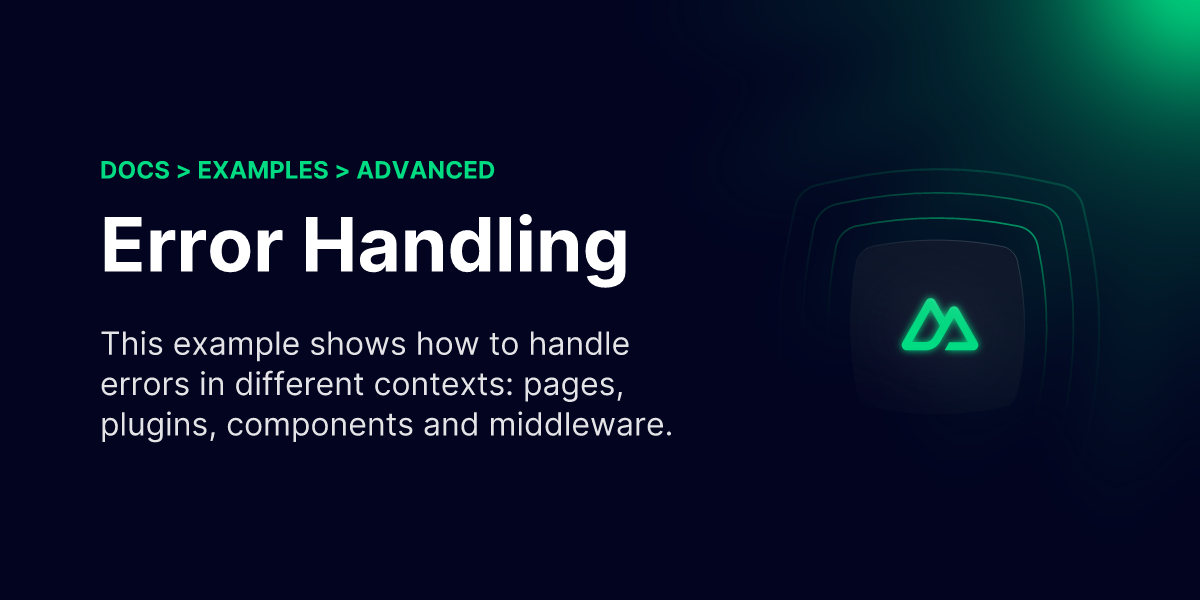 DOCS > EXAMPLES > ADVANCED
Error Handling
This example shows how to handle
errors in different contexts: pages,
plugins, components and middleware.